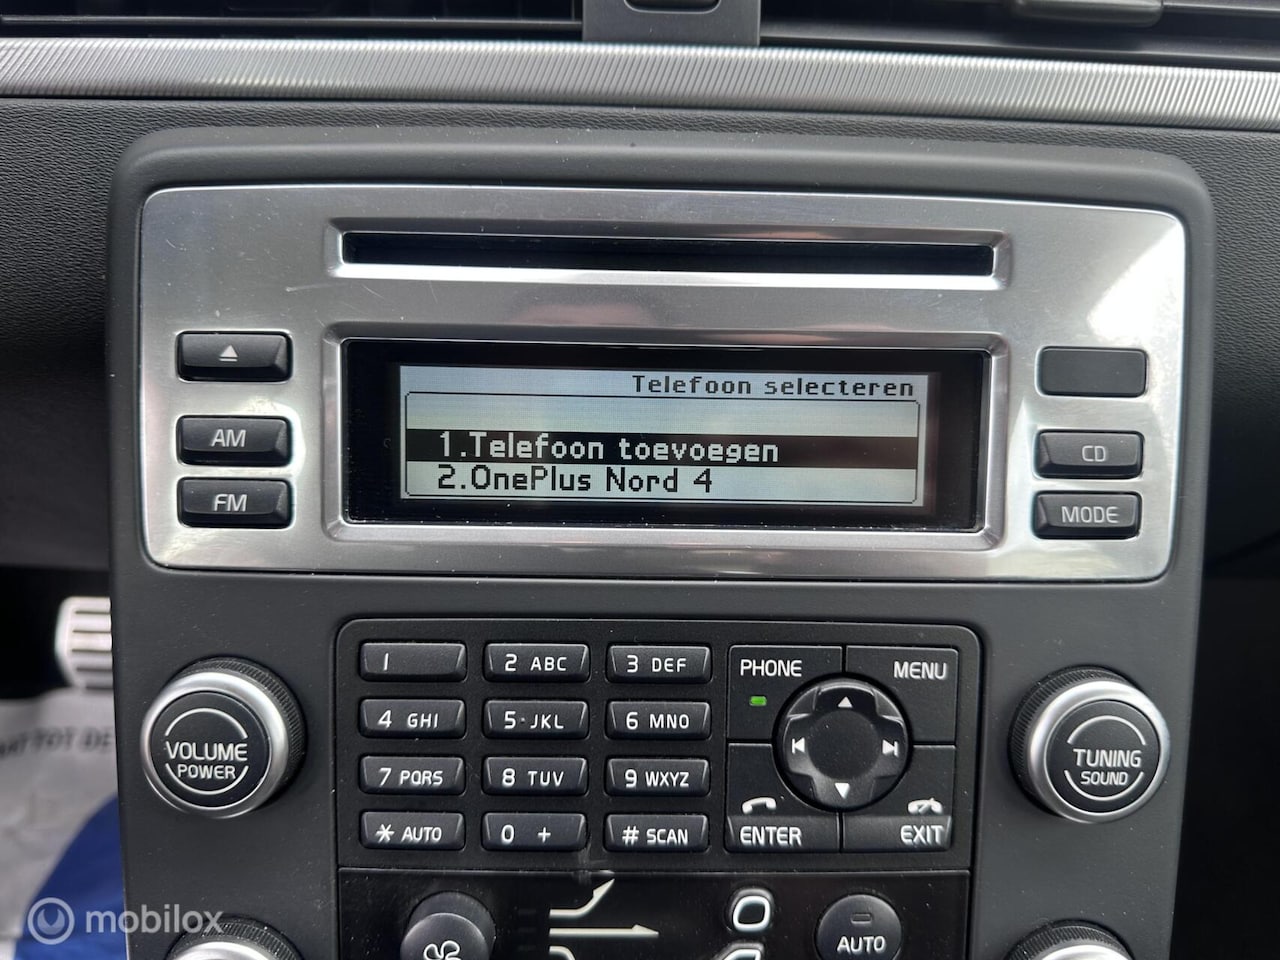 Telefoon selecteren
1.Telefoon toevoegen
2.OnePlus Nord 4
AM
FM
CD
MODE
1
2 ABC
3 DEF
4 GHI
5 JKL
6 MNO
7 PQRS
8 TUV
9 WXYZ
* AUTO
0 +
# SCAN
PHONE
MENU
ENTER
EXIT
VOLUME
POWER
TUNING
SOUND
AUTO
TOT DE
mobilox